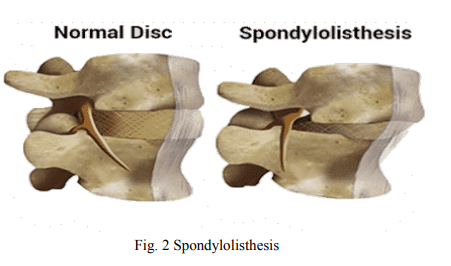 Normal Disc
Spondylolisthesis
Fig. 2 Spondylolisthesis